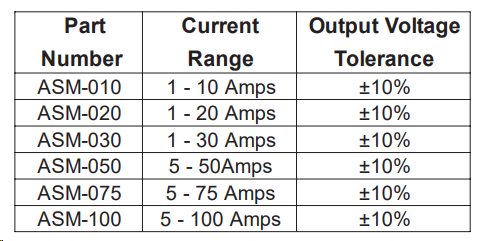 Part Number Current Range Output Voltage Tolerance
ASM-010 1 - 10 Amps ±10%
ASM-020 1 - 20 Amps ±10%
ASM-030 1 - 30 Amps ±10%
ASM-050 5 - 50Amps ±10%
ASM-075 5 - 75 Amps ±10%
ASM-100 5 - 100 Amps ±10%